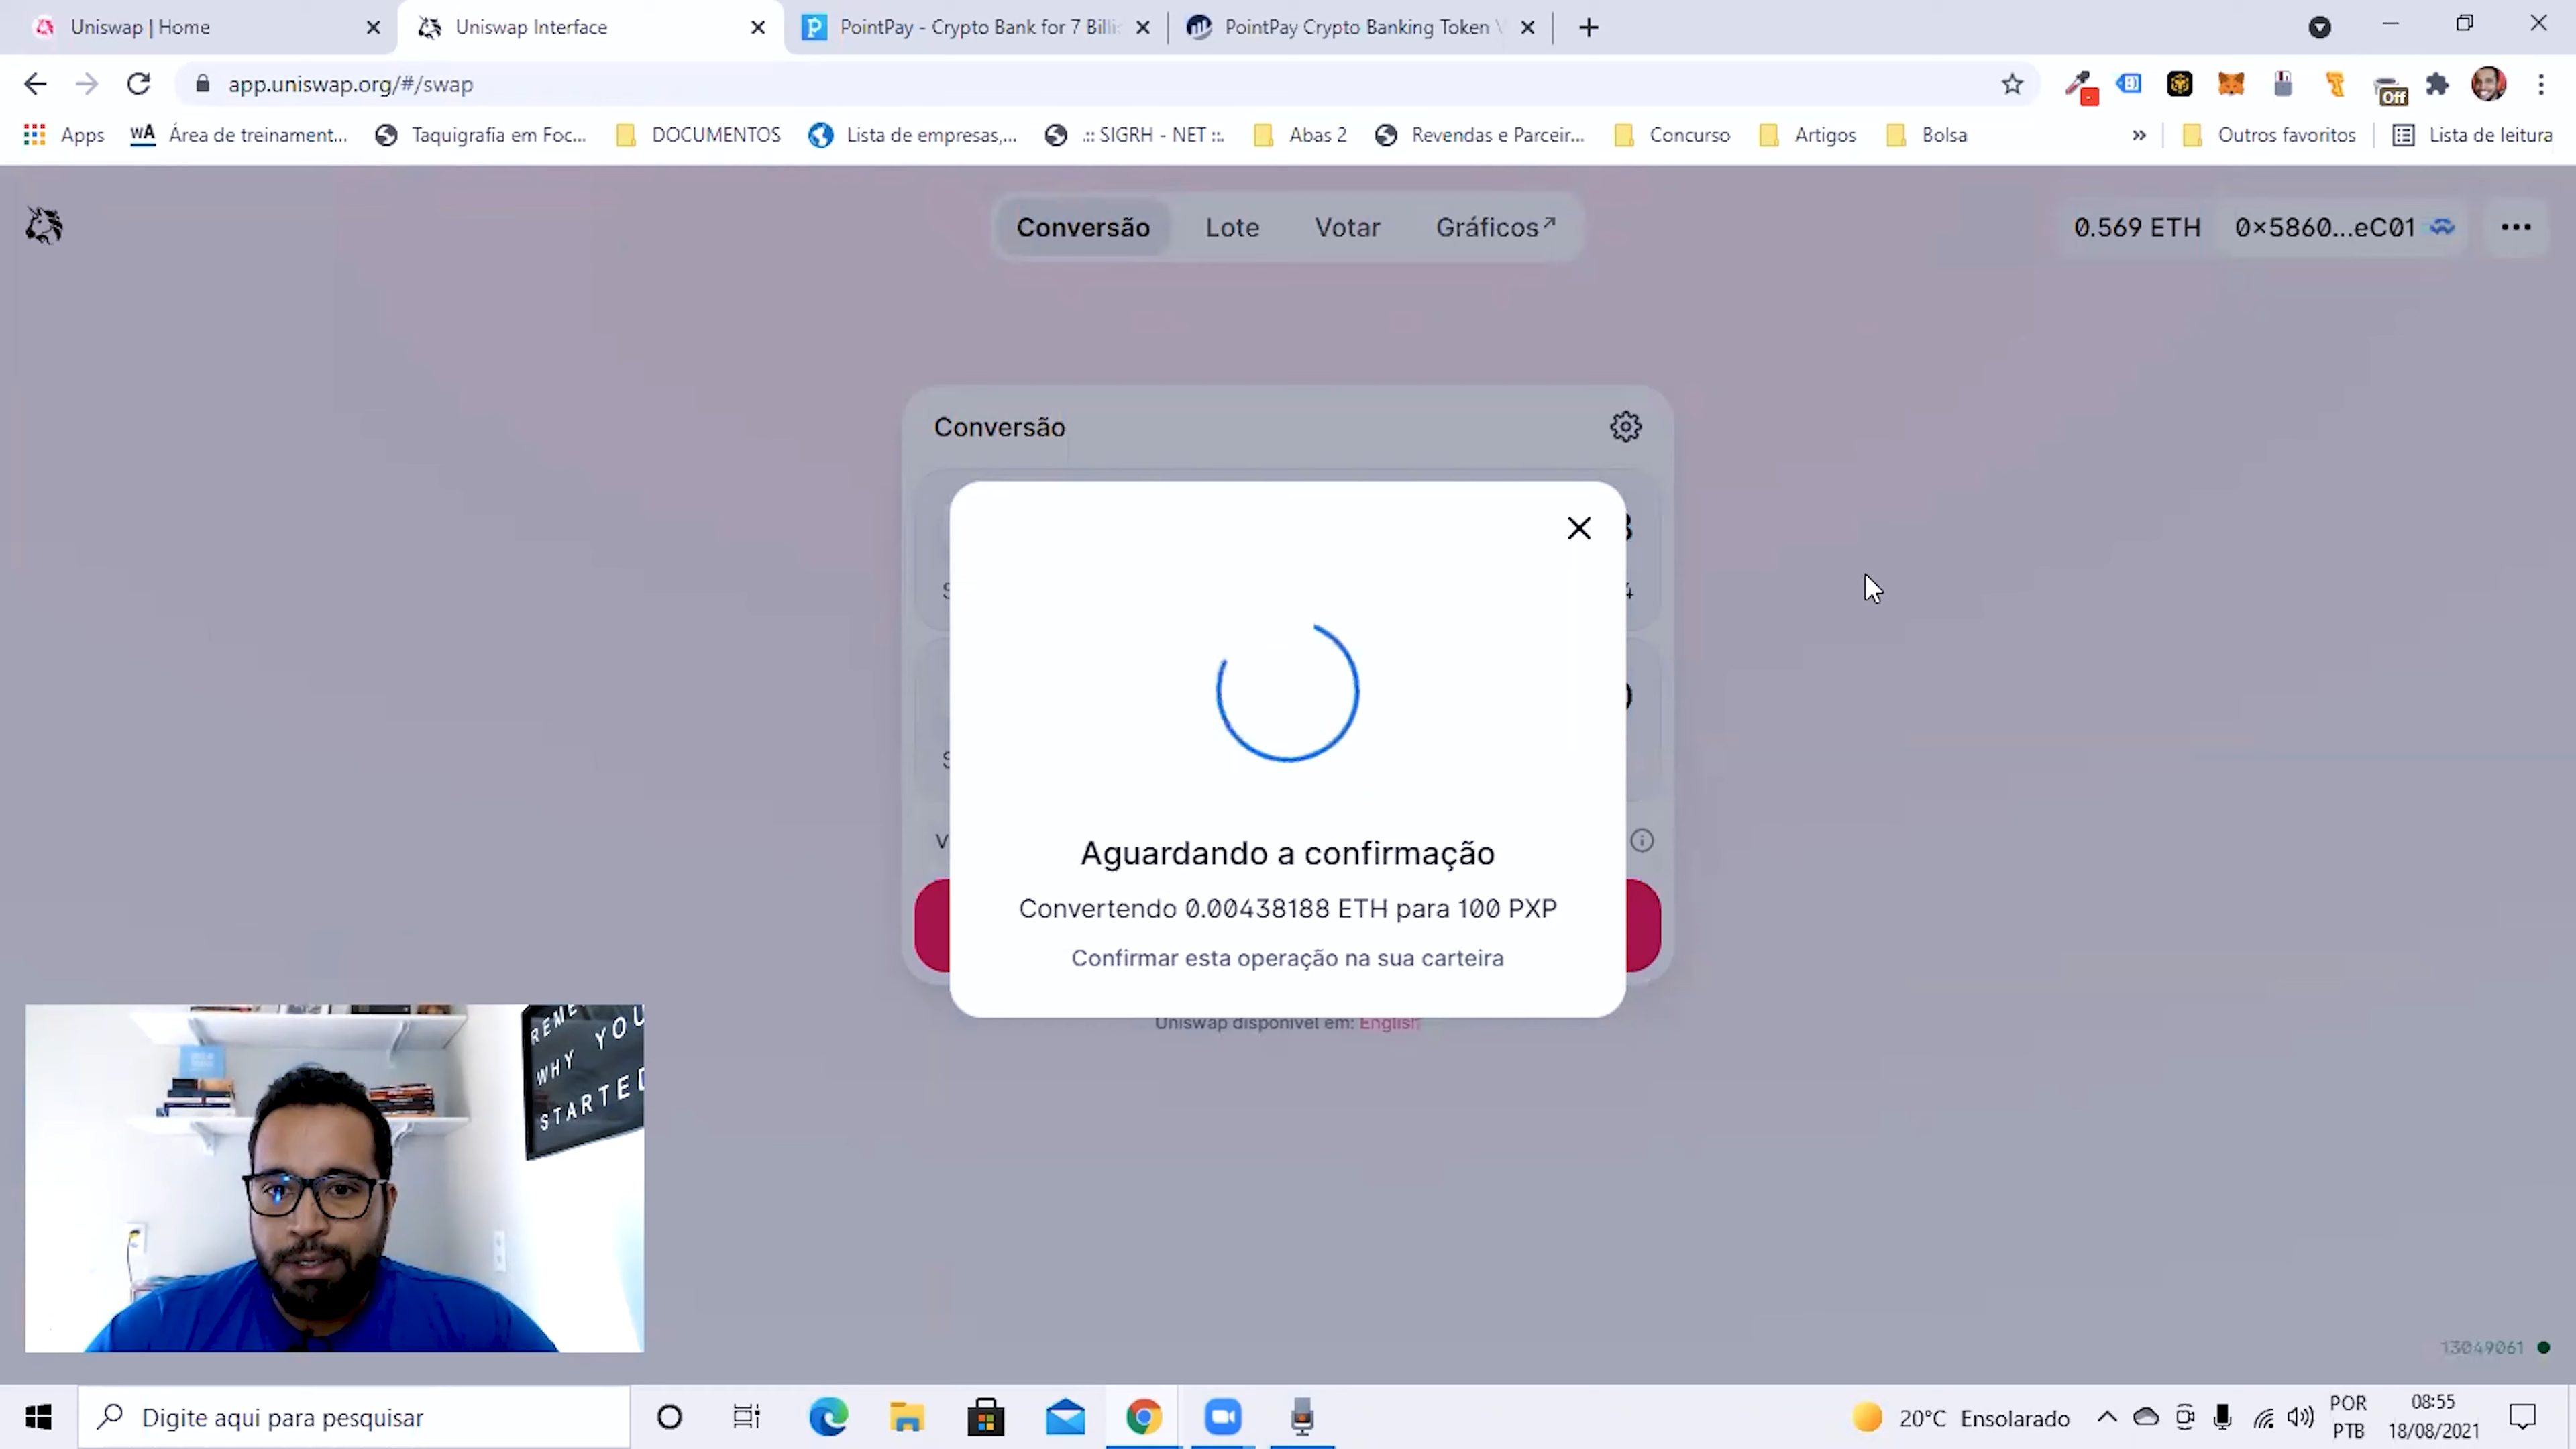 Uniswap | Home
Uniswap Interface
PointPay - Crypto Bank for 7 Billi
PointPay Crypto Banking Token
app.uniswap.org/#/swap
Off
Apps
wA Área de treinament...
Taquigrafia em Foc...
DOCUMENTOS
Lista de empresas,...
.:: SIGRH - NET ::.
Abas 2
Revendas e Parceir...
Concurso
Artigos
Bolsa
»
Outros favoritos
Lista de leitura
Conversão
Lote
Votar
Gráficos↗
0.569 ETH
0x5860...eC01
Conversão
Aguardando a confirmação
Convertendo 0.00438188 ETH para 100 PXP
Confirmar esta operação na sua carteira
Uniswap disponível em: English
REME
WHY YOU
STARTED
13049061
Digite aqui para pesquisar
20°C Ensolarado
POR
PTB
08:55
18/08/2021